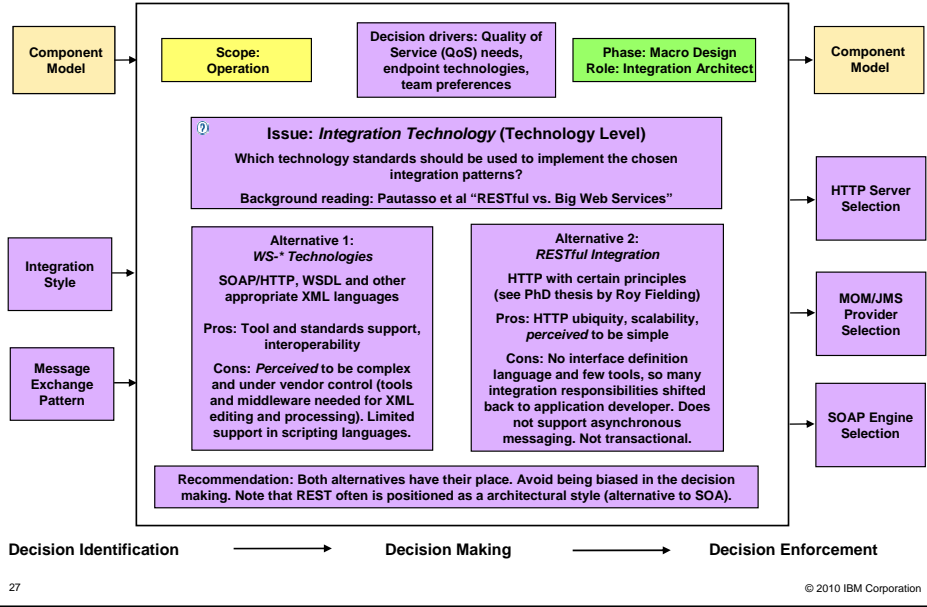 Component
Model
Scope:
Operation
Decision drivers: Quality of
Service (QoS) needs,
endpoint technologies,
team preferences
Phase: Macro Design
Role: Integration Architect
Component
Model
Issue: Integration Technology (Technology Level)
Which technology standards should be used to implement the chosen
integration patterns?
Background reading: Pautasso et al “RESTful vs. Big Web Services”
Integration
Style
Message
Exchange
Pattern
Alternative 1:
WS-* Technologies
SOAP/HTTP, WSDL and other
appropriate XML languages
Pros: Tool and standards support,
interoperability
Cons: Perceived to be complex
and under vendor control (tools
and middleware needed for XML
editing and processing). Limited
support in scripting languages.
Alternative 2:
RESTful Integration
HTTP with certain principles
(see PhD thesis by Roy Fielding)
Pros: HTTP ubiquity, scalability,
perceived to be simple
Cons: No interface definition
language and few tools, so many
integration responsibilities shifted
back to application developer. Does
not support asynchronous
messaging. Not transactional.
HTTP Server
Selection
MOM/JMS
Provider
Selection
SOAP Engine
Selection
Recommendation: Both alternatives have their place. Avoid being biased in the decision
making. Note that REST often is positioned as a architectural style (alternative to SOA).
Decision Identification
Decision Making
Decision Enforcement
27
© 2010 IBM Corporation